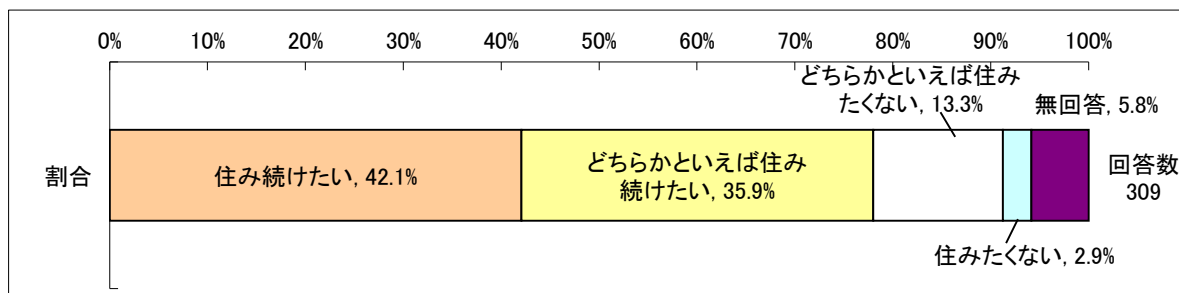 0% 10% 20% 30% 40% 50% 60% 70% 80% 90% 100%
どちらかといえば住み
たくない, 13.3%
無回答, 5.8%
割合
住み続けたい, 42.1%
どちらかといえば住み
続けたい, 35.9%
回答数
309
住みたくない, 2.9%